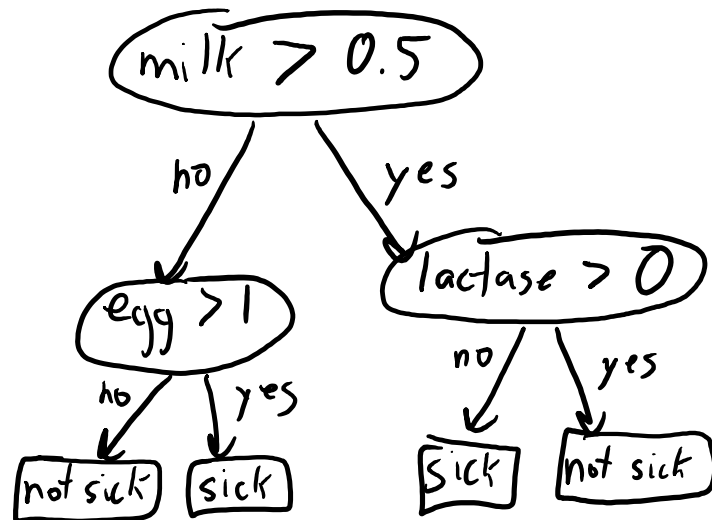 milk > 0.5
no
yes
lactase > 0
egg > 1
no
yes
no
yes
not sick
sick
sick
not sick